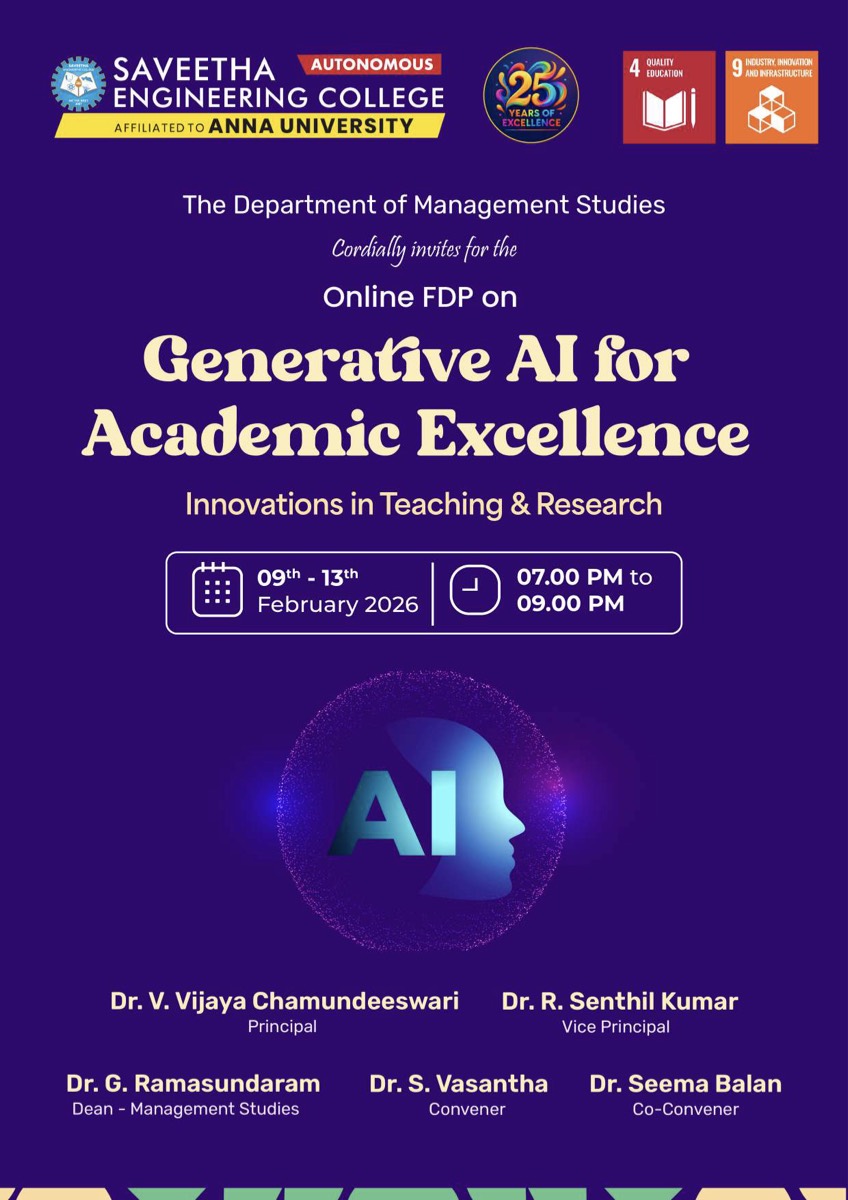 SAVEETHA
AUTONOMOUS
ENGINEERING COLLEGE
AFFILIATED TO ANNA UNIVERSITY
25
YEARS OF
EXCELLENCE
4 QUALITY
EDUCATION
9 INDUSTRY, INNOVATION
AND INFRASTRUCTURE
The Department of Management Studies
Cordially invites for the
Online FDP on
Generative AI for
Academic Excellence
Innovations in Teaching & Research
09th - 13th
February 2026
07.00 PM to
09.00 PM
AI
Dr. V. Vijaya Chamundeeswari
Principal
Dr. R. Senthil Kumar
Vice Principal
Dr. G. Ramasundaram
Dean - Management Studies
Dr. S. Vasantha
Convener
Dr. Seema Balan
Co-Convener